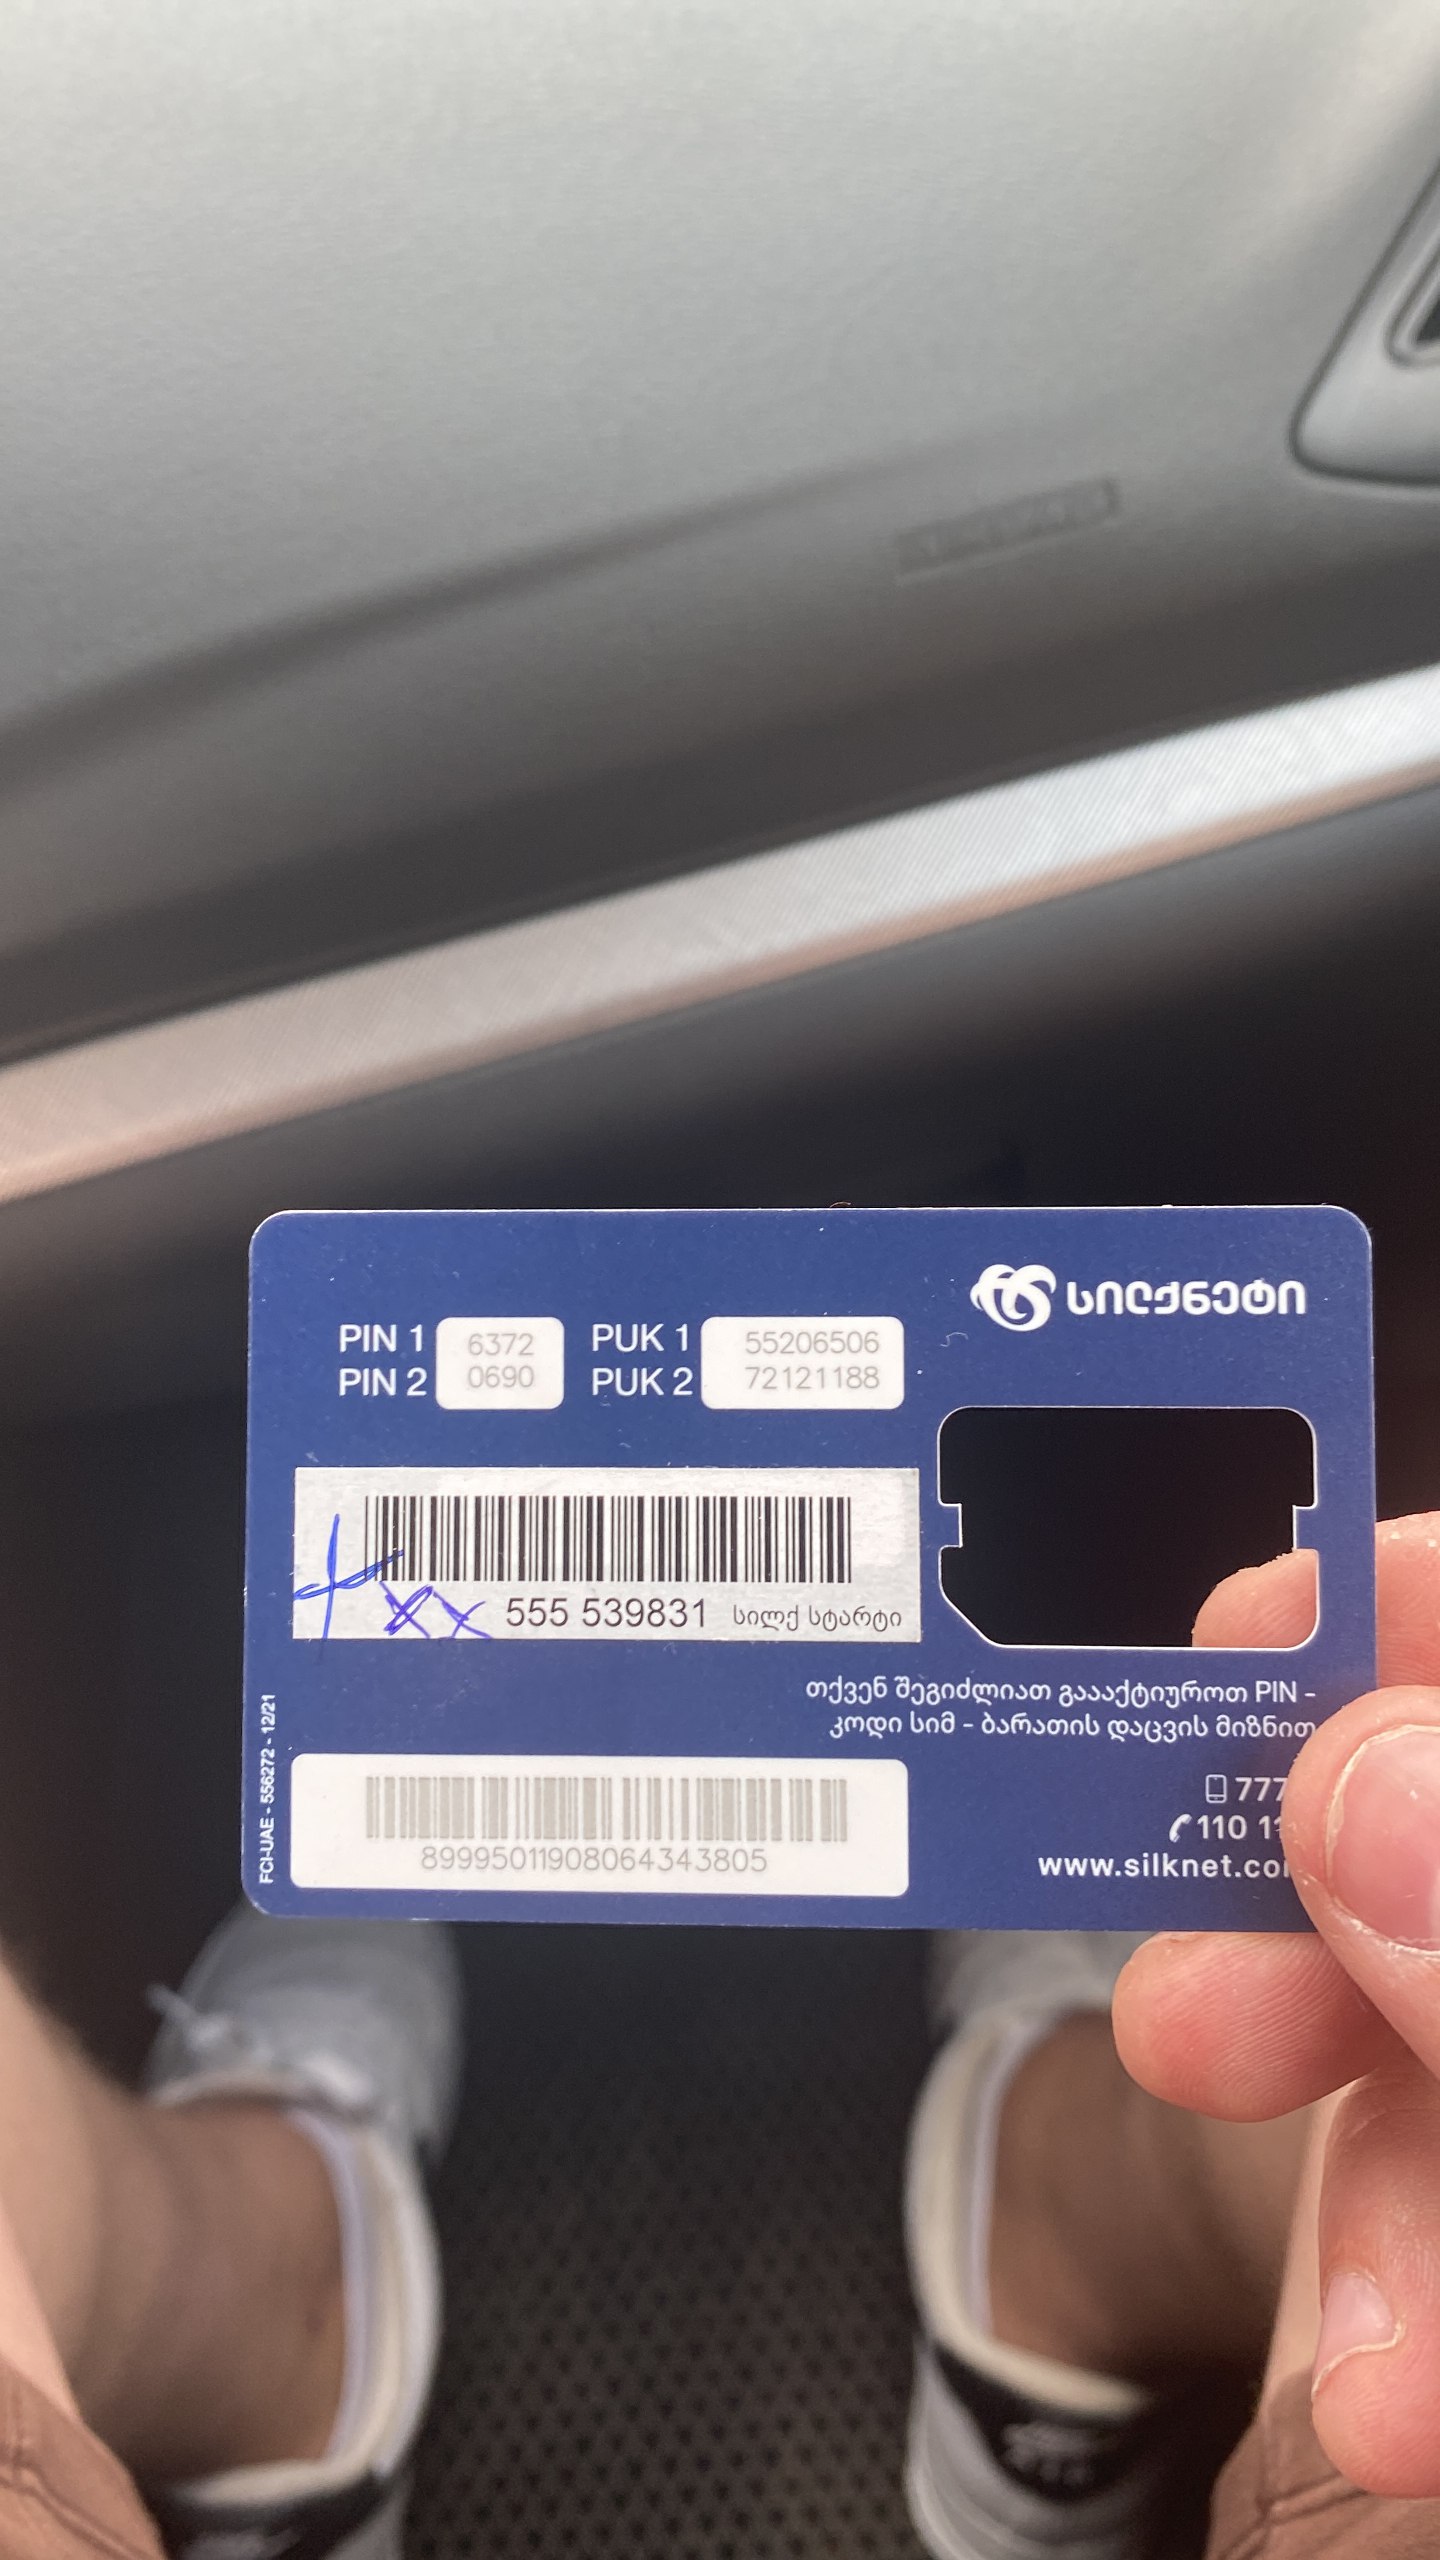 სილქნეტი
PIN 1 6372 PUK 1 55206506
PIN 2 0690 PUK 2 72121188
555 539831 სილქ სტარტი
თქვენ შეგიძლიათ გაააქტიუროთ PIN -
კოდი სიმ - ბარათის დაცვის მიზნით
777
110 11
www.silknet.co
8999501190806434380​5
FCI-UAE - 556272 - 12/21